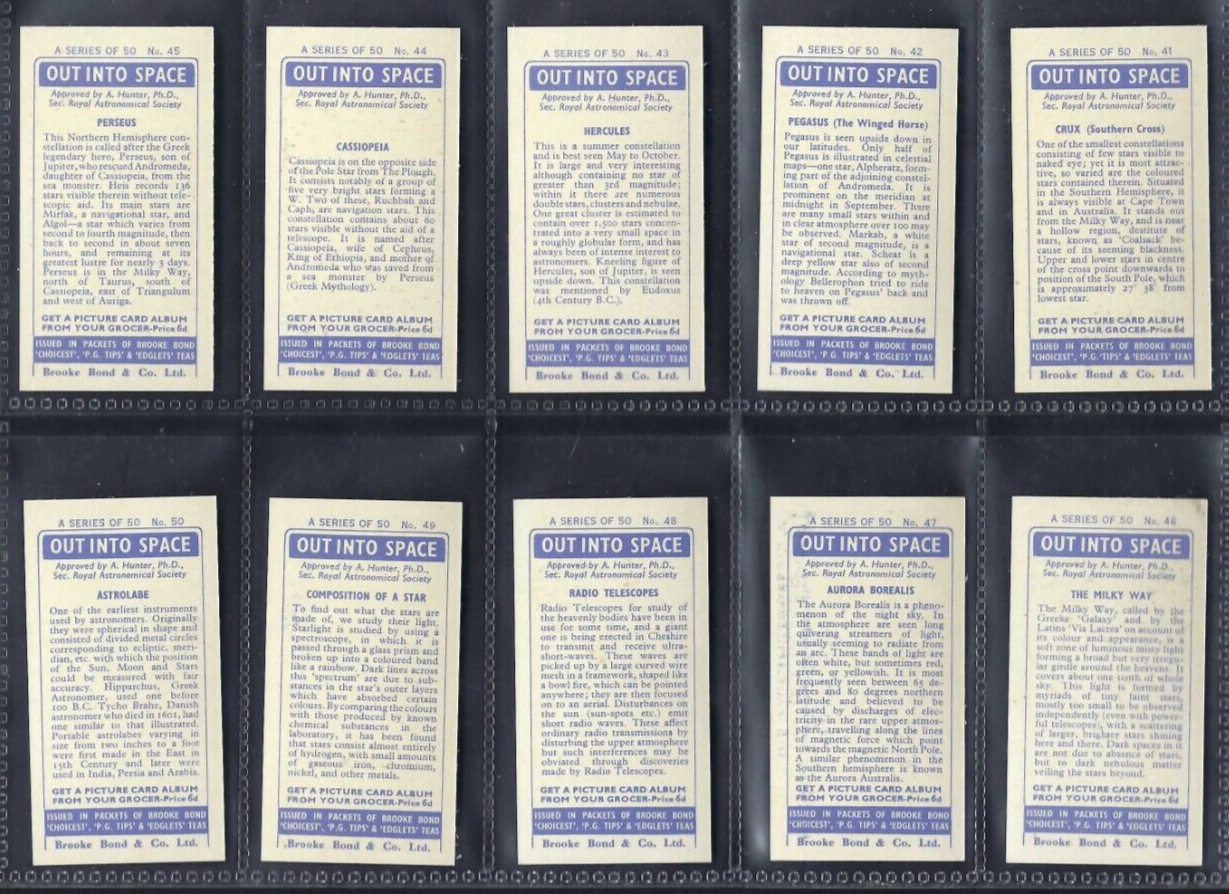 A SERIES OF 50 No. 45
OUT INTO SPACE
Approved by A. Hunter, Ph.D.,
Sec. Royal Astronomical Society
PERSEUS
This Northern Hemisphere con-
stellation is called after the Greek
legendary hero, Perseus, son of
Jupiter, who rescued Andromeda,
daughter of Cassiopeia, from the
sea monster. Heis records 136
stars visible therein without tele-
scopic aid. Its main stars are
Mirfak, a navigational star, and
Algol—a star which varies from
second to fourth magnitude, then
back to second in about seven
hours, and remaining at its
greatest lustre for nearly 3 days.
Perseus is in the Milky Way,
north of Taurus, south of
Cassiopeia, east of Triangulum
and west of Auriga.
GET A PICTURE CARD ALBUM
FROM YOUR GROCER-Price 6d
ISSUED IN PACKETS OF BROOKE BOND
'CHOICEST', 'P.G. TIPS' & 'EDGLETS' TEAS
Brooke Bond & Co. Ltd.
A SERIES OF 50 No. 44
OUT INTO SPACE
Approved by A. Hunter, Ph.D.,
Sec. Royal Astronomical Society
CASSIOPEIA
Cassiopeia is on the opposite side
of the Pole Star from The Plough.
It consists notably of a group of
five very bright stars forming a
W. Two of these, Ruchbah and
Caph, are navigation stars. This
constellation contains about 60
stars visible without the aid of a
telescope. It is named after
Cassiopeia, wife of Cepheus,
King of Ethiopia, and mother of
Andromeda who was saved from
a sea monster by Perseus
(Greek Mythology).
GET A PICTURE CARD ALBUM
FROM YOUR GROCER-Price 6d
ISSUED IN PACKETS OF BROOKE BOND
'CHOICEST', 'P.G. TIPS' & 'EDGLETS' TEAS
Brooke Bond & Co. Ltd.
A SERIES OF 50 No. 43
OUT INTO SPACE
Approved by A. Hunter, Ph.D.,
Sec. Royal Astronomical Society
HERCULES
This is a summer constellation
and is best seen May to October.
It is large and very interesting
although containing no star of
greater than 3rd magnitude;
within it there are numerous
double stars, clusters and nebulae.
One great cluster is estimated to
contain over 1,500 stars concen-
trated into a very small space in
a roughly globular form, and has
always been of intense interest to
astronomers. Kneeling figure of
Hercules, son of Jupiter, is seen
upside down. This constellation
was mentioned by Eudoxus
(4th Century B.C.).
GET A PICTURE CARD ALBUM
FROM YOUR GROCER-Price 6d
ISSUED IN PACKETS OF BROOKE BOND
'CHOICEST', 'P.G. TIPS' & 'EDGLETS' TEAS
Brooke Bond & Co. Ltd.
A SERIES OF 50 No. 42
OUT INTO SPACE
Approved by A. Hunter, Ph.D.,
Sec. Royal Astronomical Society
PEGASUS (The Winged Horse)
Pegasus is seen upside down in
our latitudes. Only half of
Pegasus is illustrated in celestial
maps—one star, Alpheratz, form-
ing part of the adjoining constel-
lation of Andromeda. It is
prominent on the meridian at
midnight in September. There
are many small stars within and
in clear atmosphere over 100 may
be observed. Markab, a white
star of second magnitude, is a
navigational star. Scheat is a
deep yellow star also of second
magnitude. According to myth-
ology Bellerophon tried to ride
to heaven on Pegasus' back and
was thrown off.
GET A PICTURE CARD ALBUM
FROM YOUR GROCER-Price 6d
ISSUED IN PACKETS OF BROOKE BOND
'CHOICEST', 'P.G. TIPS' & 'EDGLETS' TEAS
Brooke Bond & Co. Ltd.
A SERIES OF 50 No. 41
OUT INTO SPACE
Approved by A. Hunter, Ph.D.,
Sec. Royal Astronomical Society
CRUX (Southern Cross)
One of the smallest constellations
consisting of few stars visible to
naked eye; yet it is most attrac-
tive, so varied are the coloured
stars contained therein. Situated
in the Southern Hemisphere, it
is always visible at Cape Town
and in Australia. It stands out
from the Milky Way, and is near
a hollow region, destitute of
stars, known as 'Coalsack' be-
cause of its seeming blackness.
Upper and lower stars in centre
of the cross point downwards to
position of the South Pole, which
is approximately 27° 38' from
lowest star.
GET A PICTURE CARD ALBUM
FROM YOUR GROCER-Price 6d
ISSUED IN PACKETS OF BROOKE BOND
'CHOICEST', 'P.G. TIPS' & 'EDGLETS' TEAS
Brooke Bond & Co. Ltd.
A SERIES OF 50 No. 50
OUT INTO SPACE
Approved by A. Hunter, Ph.D.,
Sec. Royal Astronomical Society
ASTROLABE
One of the earliest instruments
used by astronomers. Originally
they were spherical in shape and
consisted of divided metal circles
corresponding to ecliptic, meri-
dian, etc. with which the position
of the Sun, Moon and Stars
could be measured with fair
accuracy. Hipparchus, Greek
Astronomer, used one before
100 B.C. Tycho Brahe, Danish
astronomer who died in 1601, had
one similar to that illustrated.
Portable astrolabes varying in
size from two inches to a foot
were first made in the East in
15th Century and later were
used in India, Persia and Arabia.
GET A PICTURE CARD ALBUM
FROM YOUR GROCER-Price 6d
ISSUED IN PACKETS OF BROOKE BOND
'CHOICEST', 'P.G. TIPS' & 'EDGLETS' TEAS
Brooke Bond & Co. Ltd.
A SERIES OF 50 No. 49
OUT INTO SPACE
Approved by A. Hunter, Ph.D.,
Sec. Royal Astronomical Society
COMPOSITION OF A STAR
To find out what the stars are
made of, we study their light.
Starlight is studied by using a
spectroscope, in which it is
passed through a glass prism and
broken up into a coloured band
like a rainbow. Dark lines across
this 'spectrum' are due to sub-
stances in the star's outer layers
which have absorbed certain
colours. By comparing the colours
with those produced by known
chemical substances in the
laboratory, it has been found
that stars consist almost entirely
of hydrogen, with small amounts
of gaseous iron, chromium,
nickel, and other metals.
GET A PICTURE CARD ALBUM
FROM YOUR GROCER-Price 6d
ISSUED IN PACKETS OF BROOKE BOND
'CHOICEST', 'P.G. TIPS' & 'EDGLETS' TEAS
Brooke Bond & Co. Ltd.
A SERIES OF 50 No. 48
OUT INTO SPACE
Approved by A. Hunter, Ph.D.,
Sec. Royal Astronomical Society
RADIO TELESCOPES
Radio Telescopes for study of
the heavenly bodies have been in
use for some time, and a giant
one is being erected in Cheshire
to transmit and receive ultra-
short-waves. These waves are
picked up by a large curved wire
mesh in a framework, shaped like
a bowl fire, which can be pointed
anywhere; they are then focused
on to an aerial. Disturbances on
the sun (sun-spots etc.) emit
short radio waves. These affect
ordinary radio transmissions by
disturbing the upper atmosphere
but such interferences may be
obviated through discoveries
made by Radio Telescopes.
GET A PICTURE CARD ALBUM
FROM YOUR GROCER-Price 6d
ISSUED IN PACKETS OF BROOKE BOND
'CHOICEST', 'P.G. TIPS' & 'EDGLETS' TEAS
Brooke Bond & Co. Ltd.
A SERIES OF 50 No. 47
OUT INTO SPACE
Approved by A. Hunter, Ph.D.,
Sec. Royal Astronomical Society
AURORA BOREALIS
The Aurora Borealis is a pheno-
menon of the night sky. In
the atmosphere are seen long
quivering streamers of light,
usually seeming to radiate from
an arc. These bands of light are
often white, but sometimes red,
green, or yellowish. It is most
frequently seen between 65 de-
grees and 80 degrees northern
latitude and believed to be
caused by discharges of elec-
tricity in the rare upper atmos-
phere, travelling along the lines
of magnetic force which point
towards the magnetic North Pole.
A similar phenomenon in the
Southern hemisphere is known
as the Aurora Australis.
GET A PICTURE CARD ALBUM
FROM YOUR GROCER-Price 6d
ISSUED IN PACKETS OF BROOKE BOND
'CHOICEST', 'P.G. TIPS' & 'EDGLETS' TEAS
Brooke Bond & Co. Ltd.
A SERIES OF 50 No. 46
OUT INTO SPACE
Approved by A. Hunter, Ph.D.,
Sec. Royal Astronomical Society
THE MILKY WAY
The Milky Way, called by the
Greeks 'Galaxy' and by the
Latins 'Via Lactea' on account of
its colour and appearance, is a
soft zone of luminous misty light
forming a broad but very irregu-
lar girdle around the heavens. It
covers about one tenth of whole
sky. This light is formed by
myriads of tiny faint stars,
mostly too small to be observed
independently (even with power-
ful telescopes), with a scattering
of larger, brighter stars shining
here and there. Dark spaces in it
are not due to absence of stars,
but to dark nebulous matter
veiling the stars beyond.
GET A PICTURE CARD ALBUM
FROM YOUR GROCER-Price 6d
ISSUED IN PACKETS OF BROOKE BOND
'CHOICEST', 'P.G. TIPS' & 'EDGLETS' TEAS
Brooke Bond & Co. Ltd.